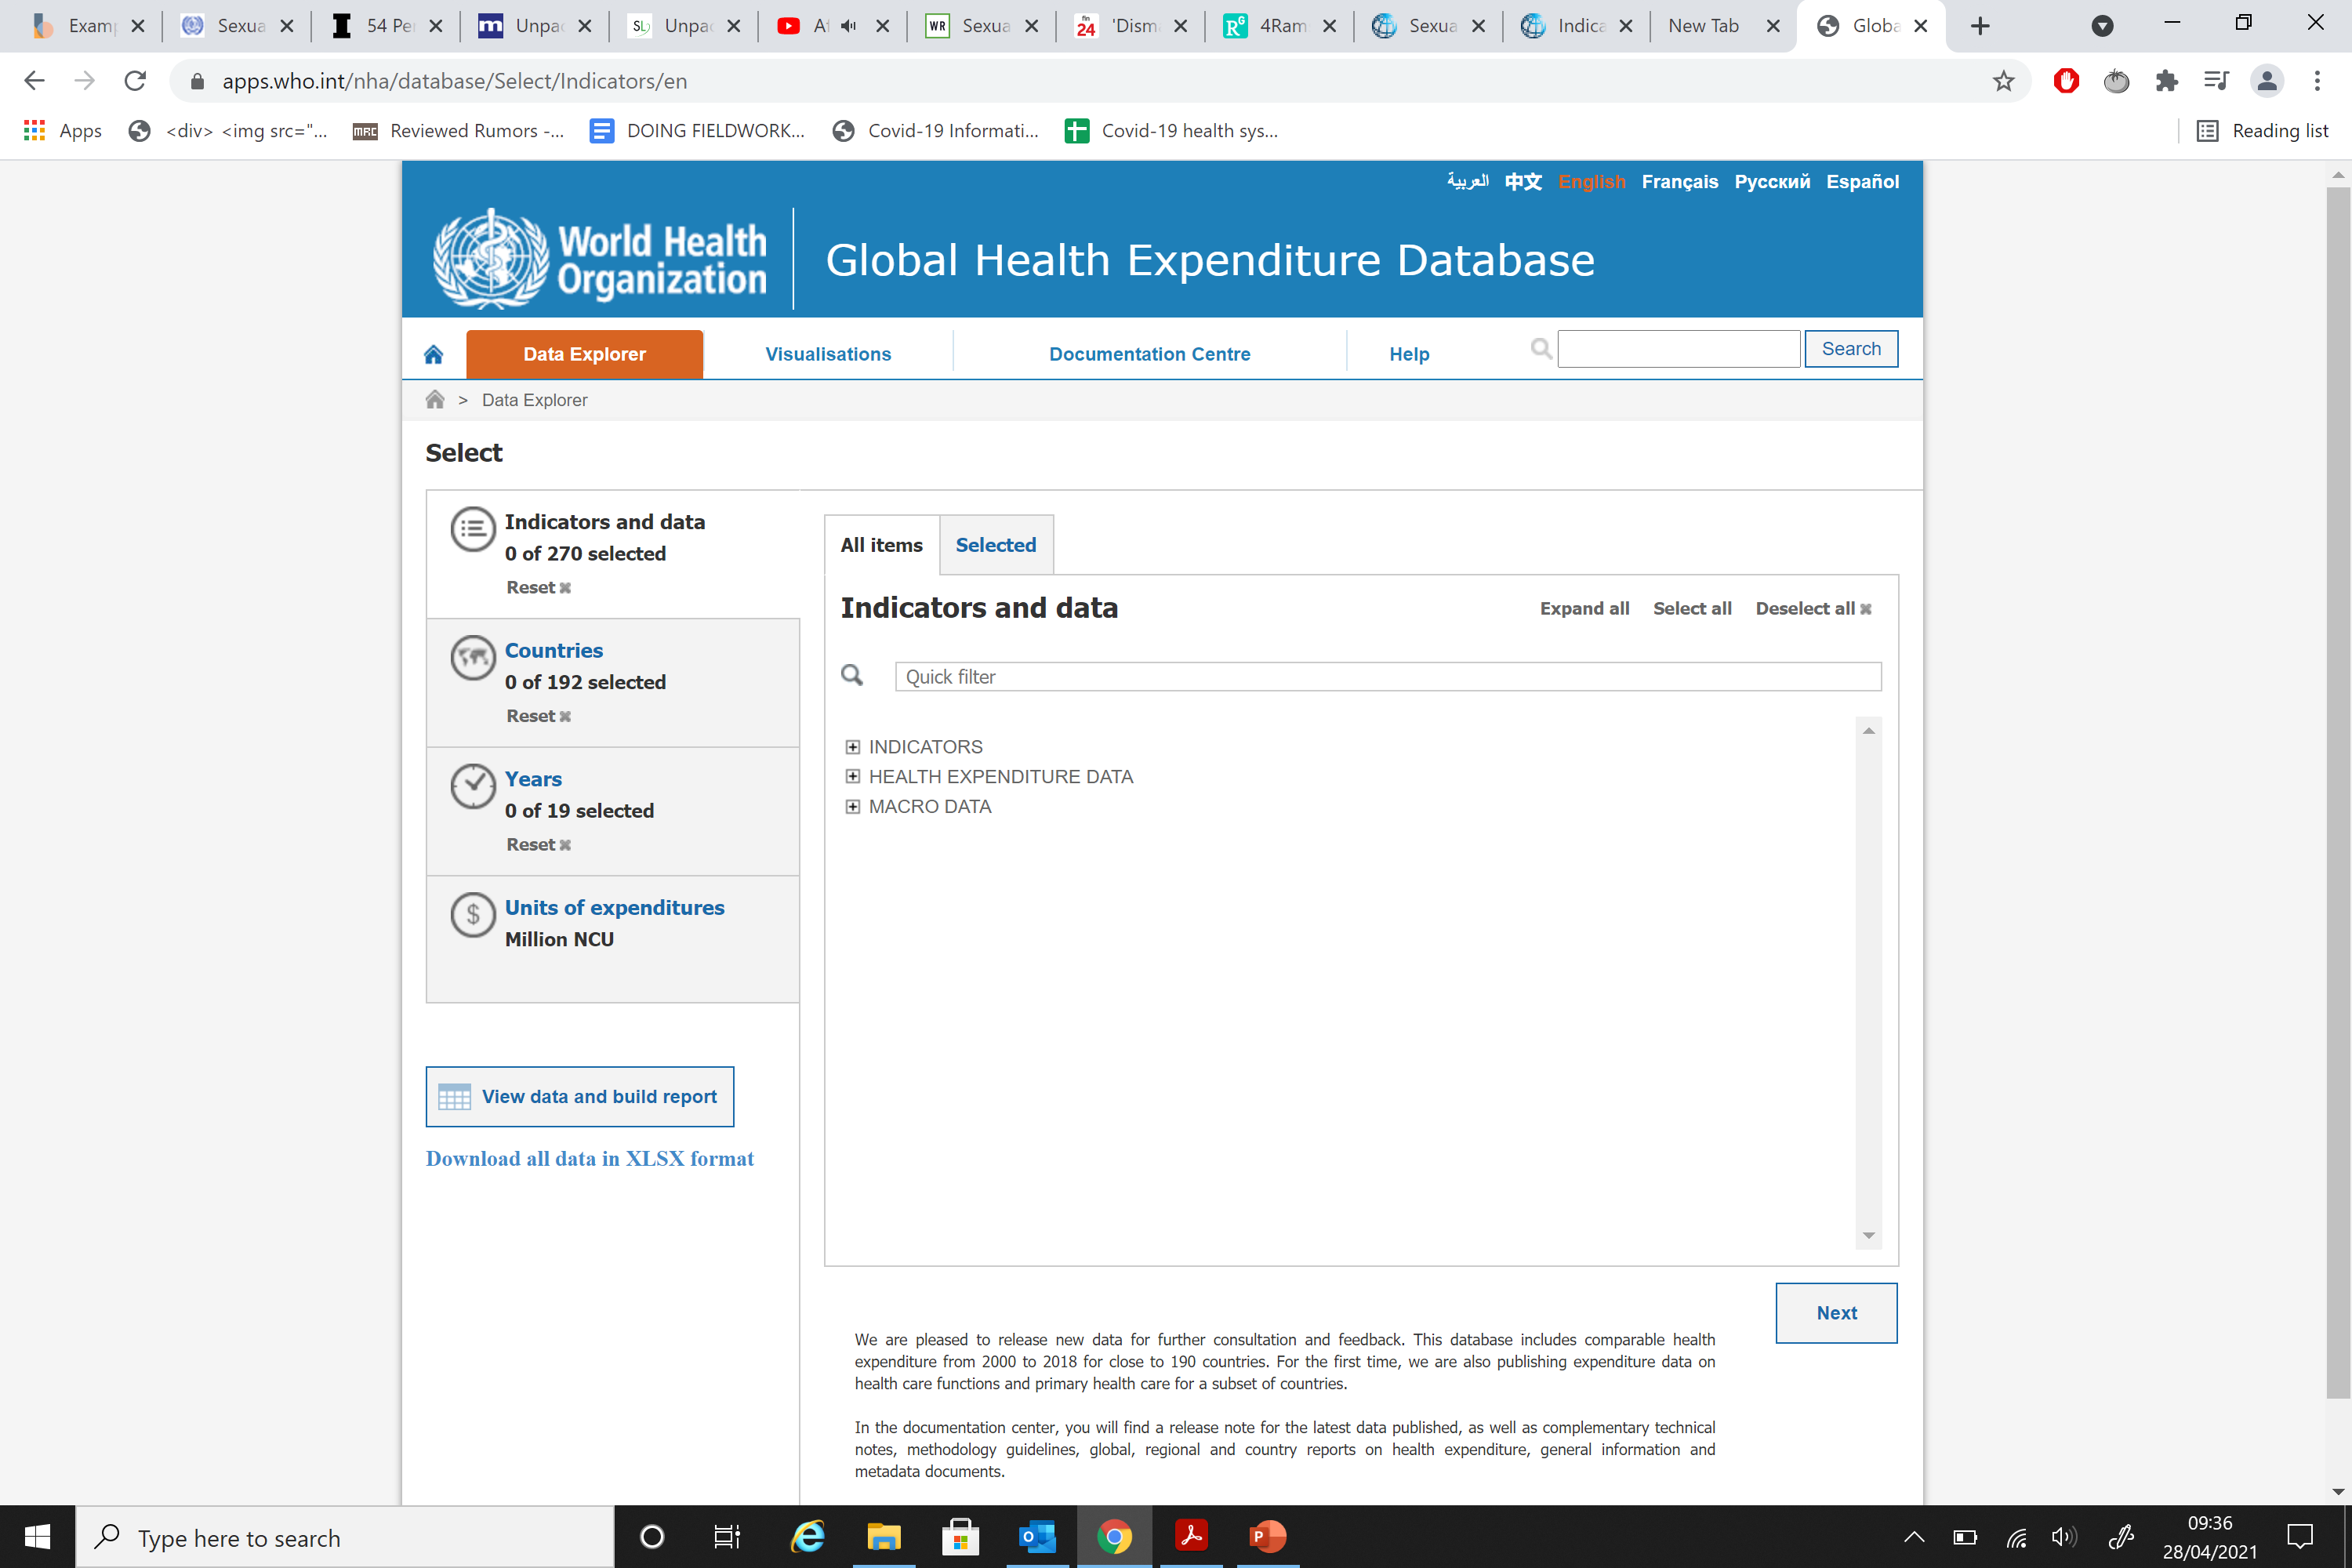 Examp
Sexua
54 Per
Unpac
Unpac
Af
Sexua
'Dism
4Ram
Sexua
Indica
New Tab
Globa
apps.who.int/nha/database/Select/Indicators/en
Apps
<div> <img src="...
Reviewed Rumors -...
DOING FIELDWORK...
Covid-19 Informati...
Covid-19 health sys...
Reading list
العربية 中文 English Français Русский Español
World Health Organization
Global Health Expenditure Database
Data Explorer
Visualisations
Documentation Centre
Help
Search
> Data Explorer
Select
Indicators and data
0 of 270 selected
Reset
Countries
0 of 192 selected
Reset
Years
0 of 19 selected
Reset
Units of expenditures
Million NCU
View data and build report
Download all data in XLSX format
All items
Selected
Indicators and data
Expand all
Select all
Deselect all
Quick filter
INDICATORS
HEALTH EXPENDITURE DATA
MACRO DATA
Next
We are pleased to release new data for further consultation and feedback. This database includes comparable health
expenditure from 2000 to 2018 for close to 190 countries. For the first time, we are also publishing expenditure data on
health care functions and primary health care for a subset of countries.
In the documentation center, you will find a release note for the latest data published, as well as complementary technical
notes, methodology guidelines, global, regional and country reports on health expenditure, general information and
metadata documents.
Type here to search
09:36
28/04/2021